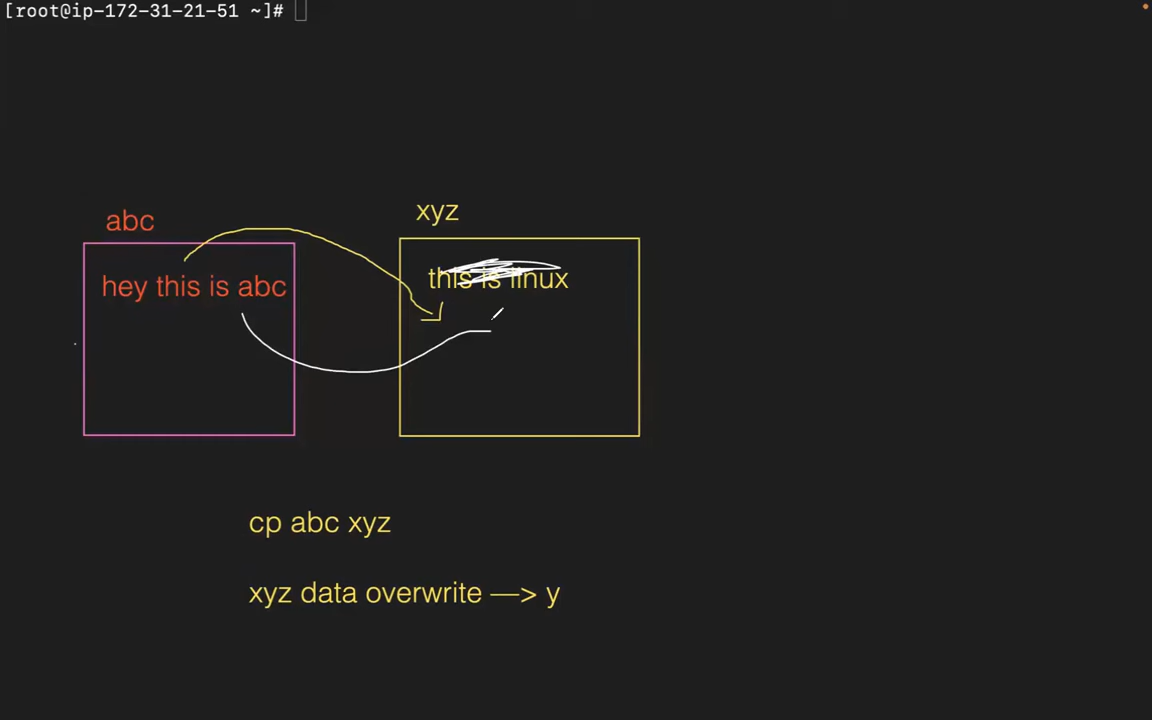 [root@ip-172-31-21-51 ~]#
abc
xyz
hey this is abc
this is linux
cp abc xyz
xyz data overwrite —> y